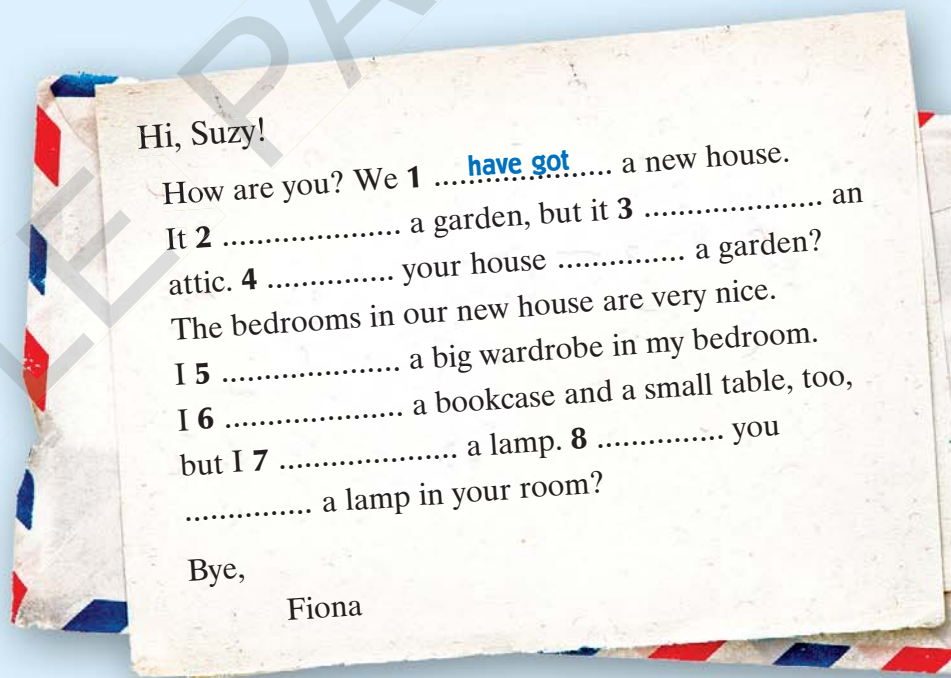 LE PA
Hi, Suzy!
How are you? We 1 ....have got..... a new house.
It 2 ..................... a garden, but it 3 ..................... an
attic. 4 ............... your house ............... a garden?
The bedrooms in our new house are very nice.
I 5 ..................... a big wardrobe in my bedroom.
I 6 ..................... a bookcase and a small table, too,
but I 7 ..................... a lamp. 8 ............... you
............... a lamp in your room?
Bye,
Fiona